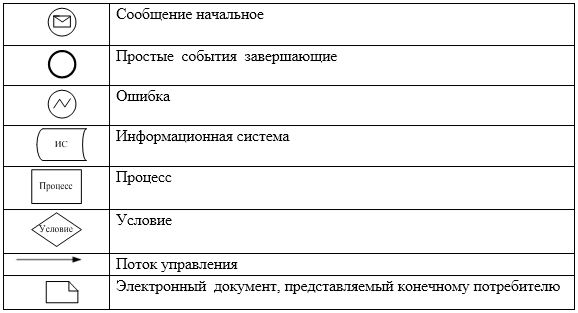 Сообщение начальное
Простые события завершающие
Ошибка
ИС
Информационная система
Процесс
Процесс
Условие
Условие
Поток управления
Электронный документ, представляемый конечному потребителю